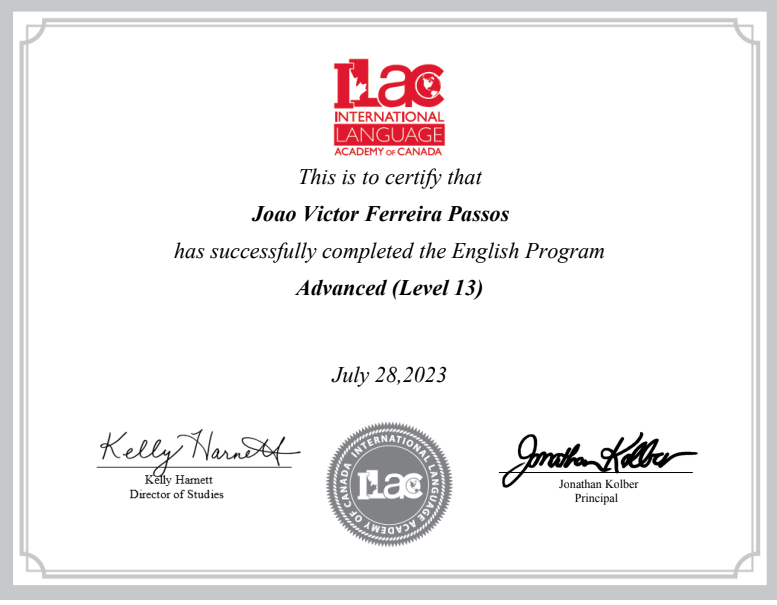 ILAC
INTERNATIONAL
LANGUAGE
ACADEMY OF CANADA
This is to certify that
Joao Victor Ferreira Passos
has successfully completed the English Program
Advanced (Level 13)
July 28,2023
Kelly Harnett
Kelly Harnett
Director of Studies
INTERNATIONAL LANGUAGE ACADEMY OF CANADA
ILAC
Jonathan Kolber
Jonathan Kolber
Principal